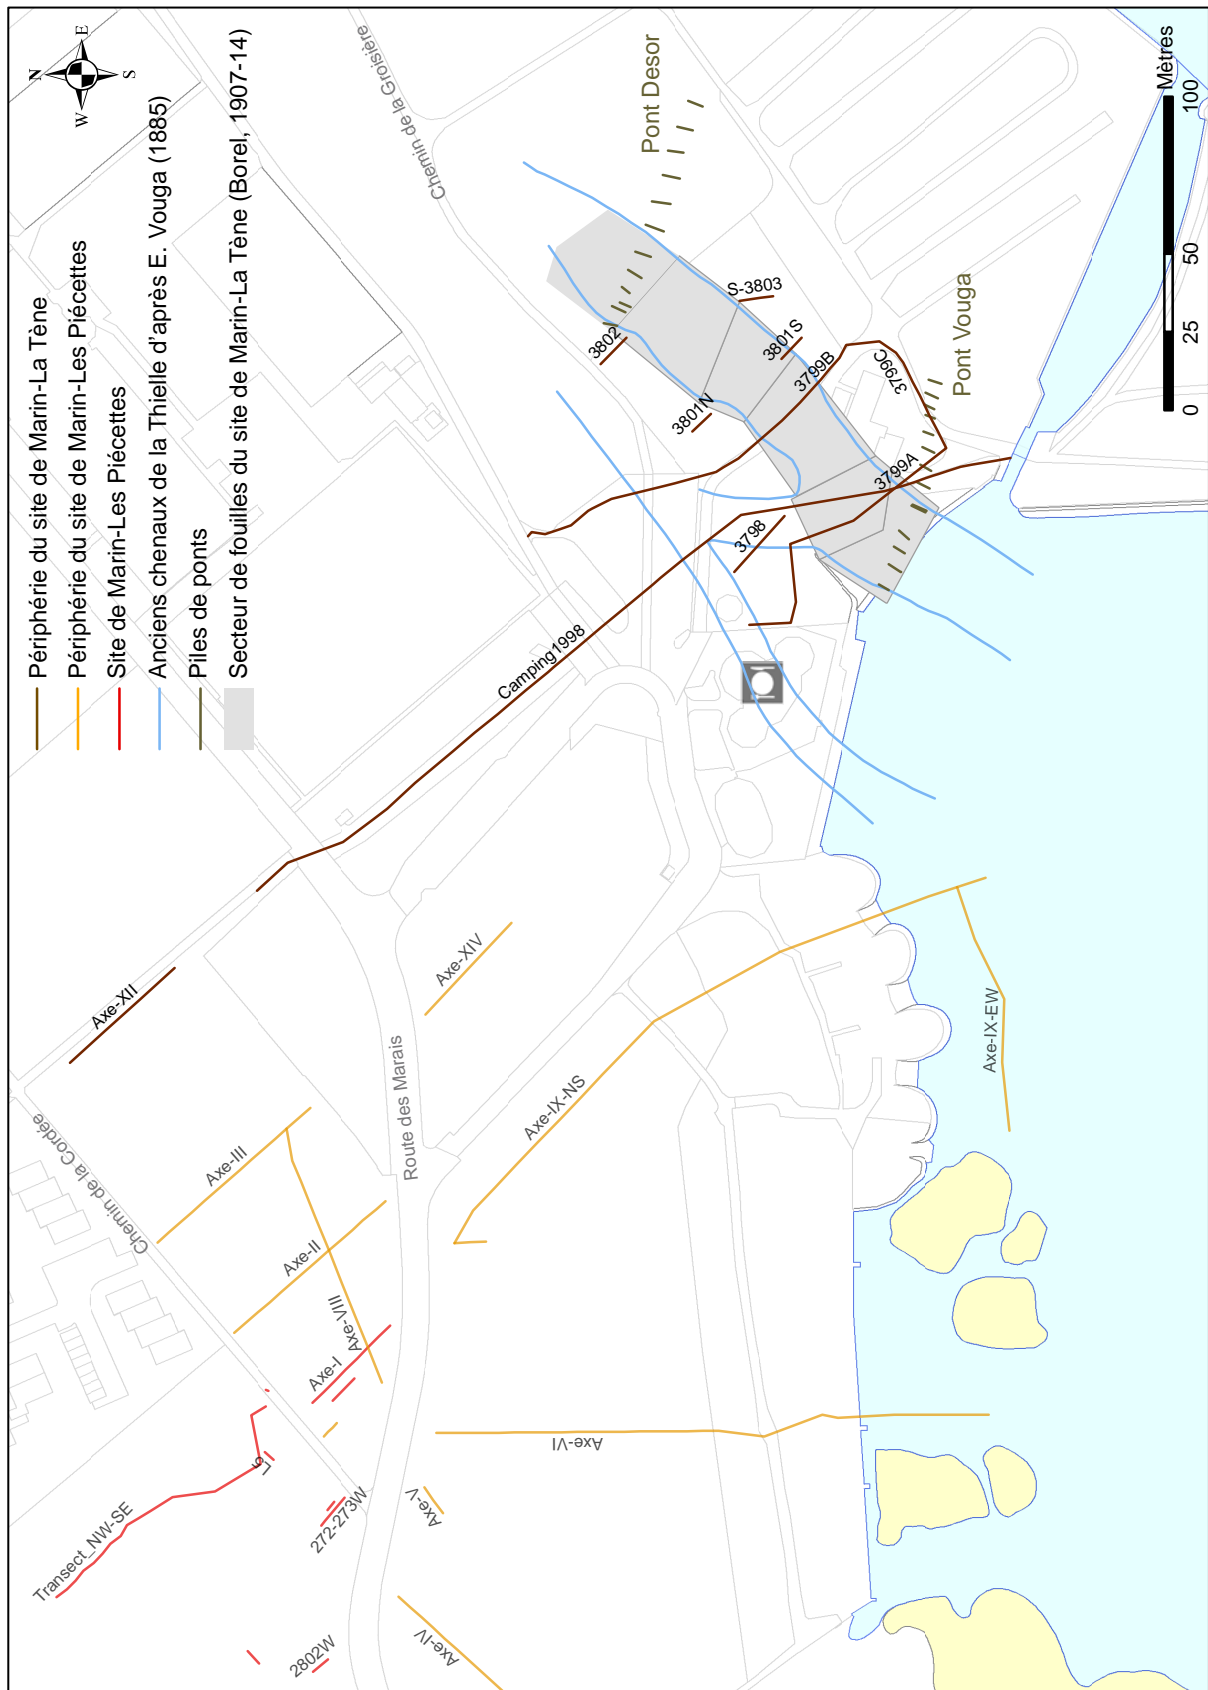 N
E
W
S
Périphérie du site de Marin-La Tène
Périphérie du site de Marin-Les Piécettes
Site de Marin-Les Piécettes
Anciens chenaux de la Thielle d'après E. Vouga (1885)
Piles de ponts
Secteur de fouilles du site de Marin-La Tène (Borel, 1907-14)
Chemin de la Groisière
Pont Desor
S-3803
3802
3801S
3801N
3799B
3799C
Pont Vouga
3799A
3798
Camping1998
Mètres
0
25
50
100
Axe-XII
Axe-XIV
Chemin de la Cordée
Route des Marais
Axe-III
Axe-II
Axe-VIII
Axe-I
Axe-IX-NS
Axe-IX-EW
Axe-VI
L6
272-273W
Axe-V
Transect_NW-SE
2802W
Axe-IV